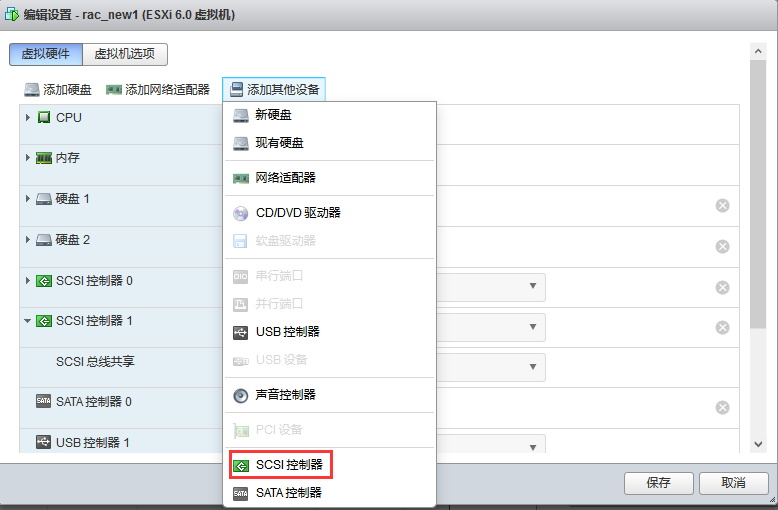 编辑设置 - rac_new1 (ESXi 6.0 虚拟机)
虚拟硬件 虚拟机选项
添加硬盘 添加网络适配器 添加其他设备
CPU
内存
硬盘 1
硬盘 2
SCSI 控制器 0
SCSI 控制器 1
SCSI 总线共享
SATA 控制器 0
USB 控制器 1
新硬盘
现有硬盘
网络适配器
CD/DVD 驱动器
软盘驱动器
串行端口
并行端口
USB 控制器
USB 设备
声音控制器
PCI 设备
SCSI 控制器
SATA 控制器
保存 取消